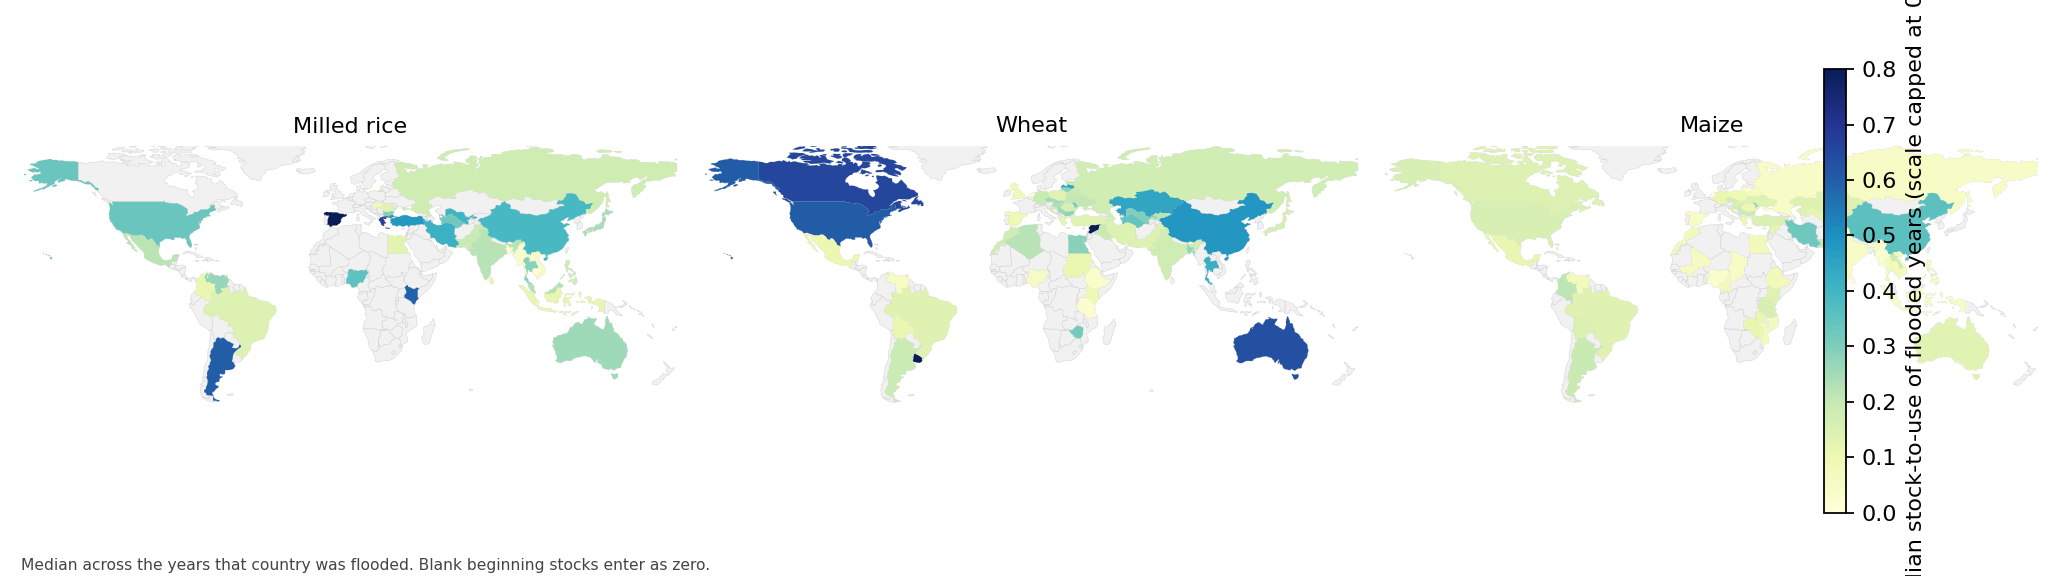 Milled rice
Wheat
Maize
0.8
0.7
0.6
0.5
0.4
0.3
0.2
0.1
0.0
stock-to-use of flooded years (scale capped at
Median across the years that country was flooded. Blank beginning stocks enter as zero.